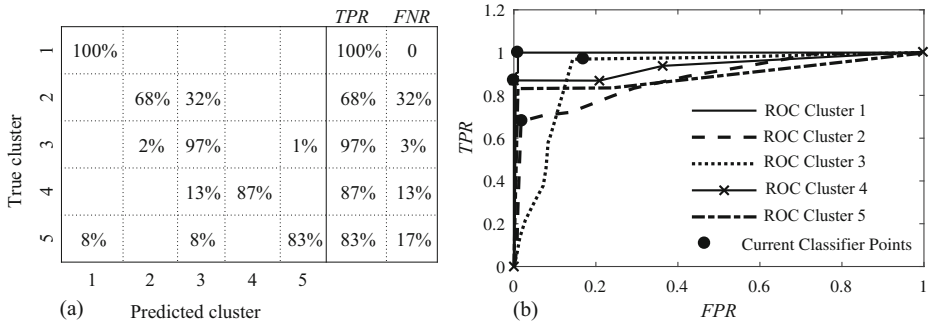 TPR FNR
1 100% 100% 0
2 68% 32% 68% 32%
3 2% 97% 1% 97% 3%
4 13% 87% 87% 13%
5 8% 8% 83% 83% 17%
True cluster
1 2 3 4 5
(a) Predicted cluster
1.2
1
0.8
0.6
0.4
0.2
0
TPR
ROC Cluster 1
ROC Cluster 2
ROC Cluster 3
ROC Cluster 4
ROC Cluster 5
Current Classifier Points
0 0.2 0.4 0.6 0.8 1
(b) FPR